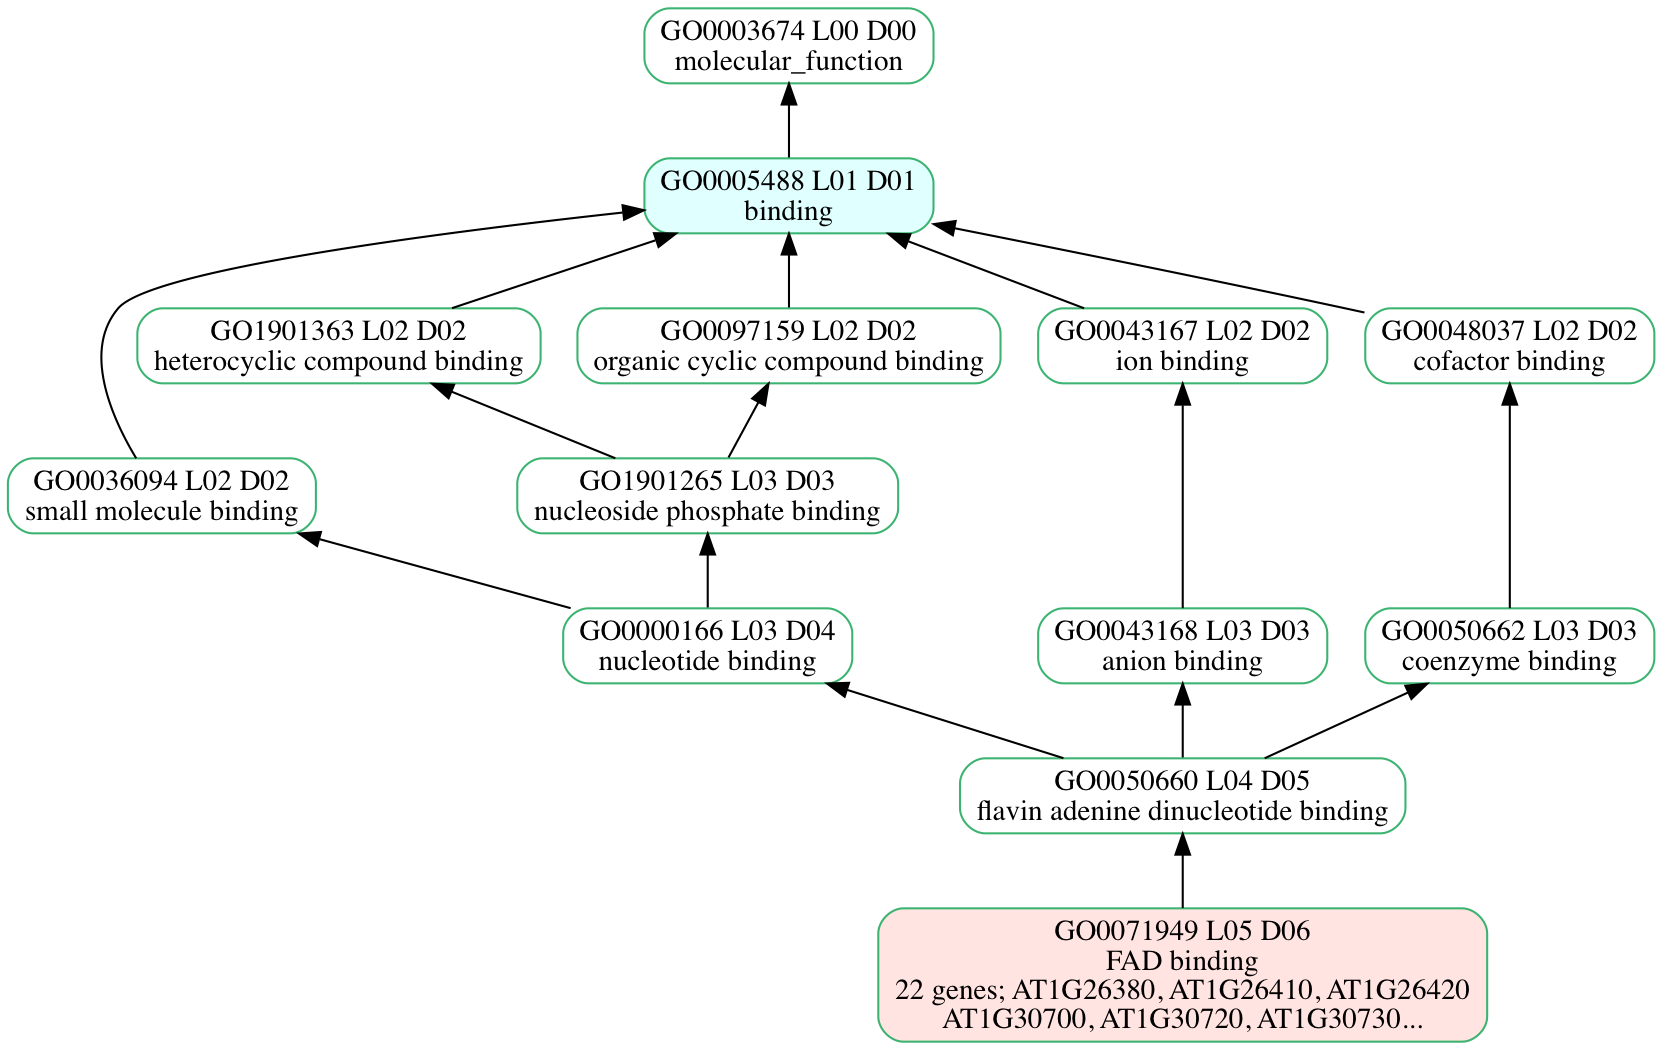 GO0003674 L00 D00
molecular_function
GO0005488 L01 D01
binding
GO1901363 L02 D02
heterocyclic compound binding
GO0097159 L02 D02
organic cyclic compound binding
GO0043167 L02 D02
ion binding
GO0048037 L02 D02
cofactor binding
GO0036094 L02 D02
small molecule binding
GO1901265 L03 D03
nucleoside phosphate binding
GO0000166 L03 D04
nucleotide binding
GO0043168 L03 D03
anion binding
GO0050662 L03 D03
coenzyme binding
GO0050660 L04 D05
flavin adenine dinucleotide binding
GO0071949 L05 D06
FAD binding
22 genes; AT1G26380, AT1G26410, AT1G26420
AT1G30700, AT1G30720, AT1G30730...